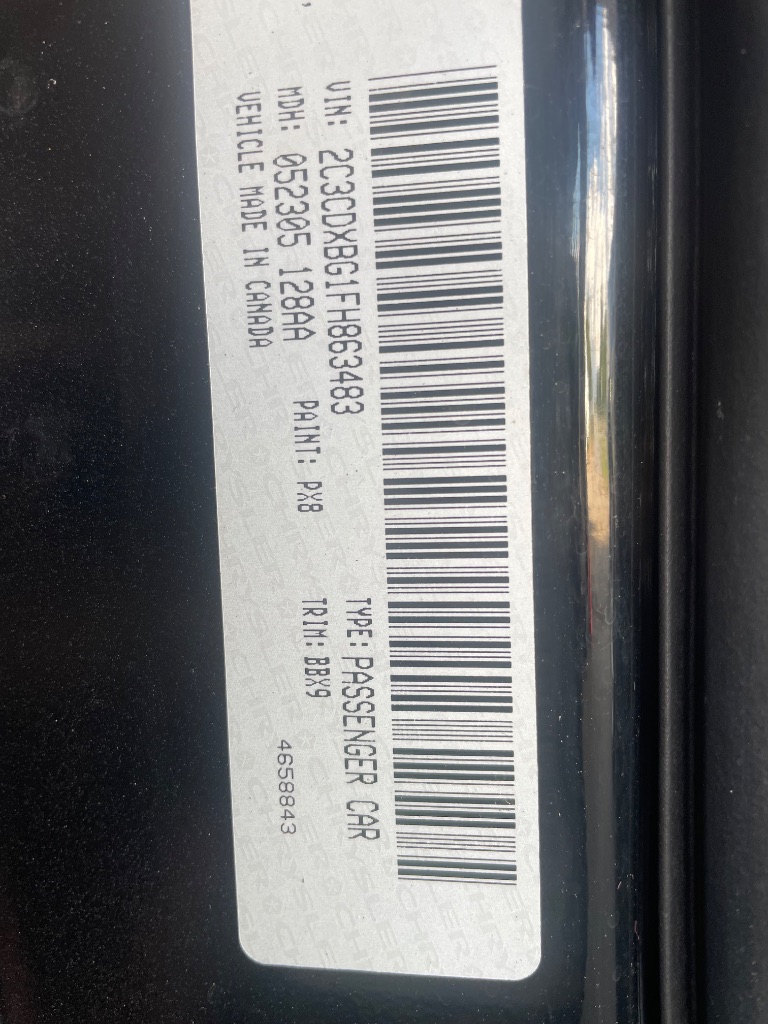 VIN: 2C3CDXBG1FH863483
TYPE: PASSENGER CAR
MDH: 052305 128AA
PAINT: PX8
TRIM: BBX9
VEHICLE MADE IN CANADA
4658843